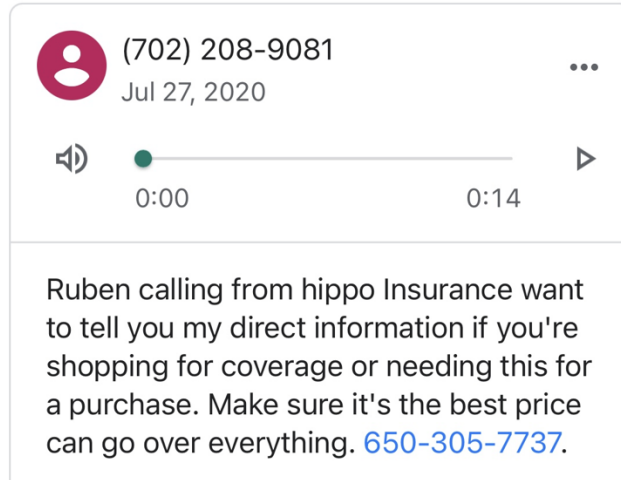 (702) 208-9081
Jul 27, 2020
0:00 0:14
Ruben calling from hippo Insurance want
to tell you my direct information if you're
shopping for coverage or needing this for
a purchase. Make sure it's the best price
can go over everything. 650-305-7737.